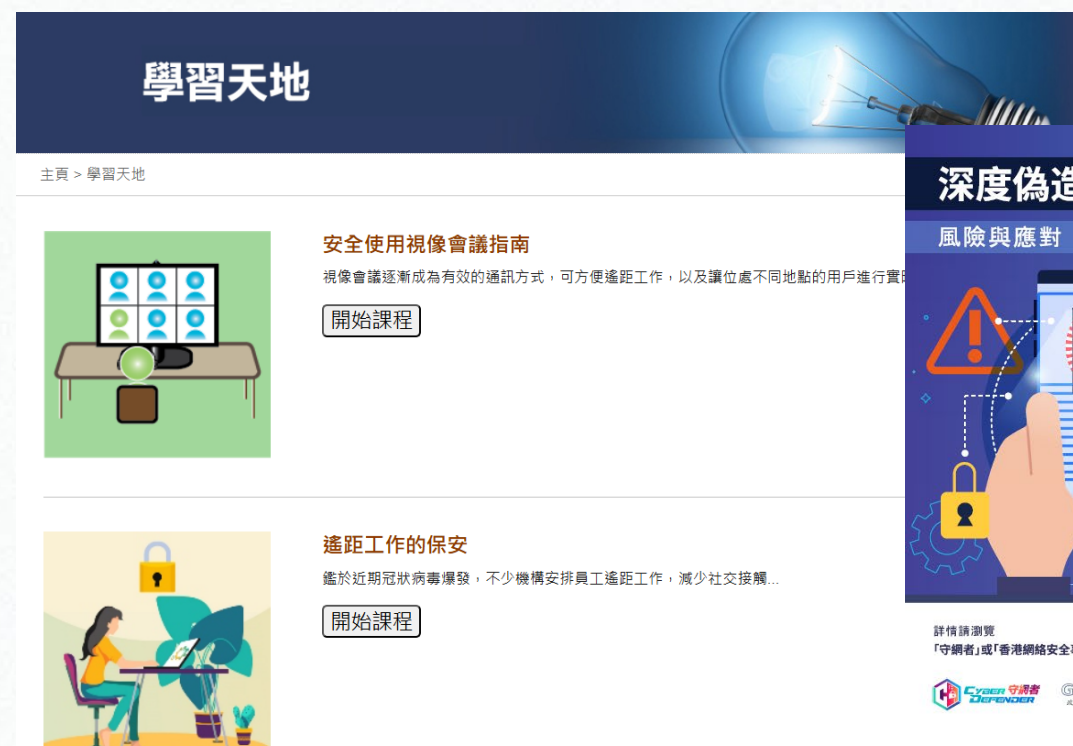 學習天地
主頁 > 學習天地
安全使用視像會議指南
視像會議逐漸成為有效的通訊方式，可方便遙距工作，以及讓位處不同地點的用戶進行實
開始課程
遙距工作的保安
鑑於近期冠狀病毒爆發，不少機構安排員工遙距工作，減少社交接觸...
開始課程
深度偽造
風險與應對
詳情請瀏覽
「守網者」或「香港網絡安全
CYBER 守網者
DEFENDER